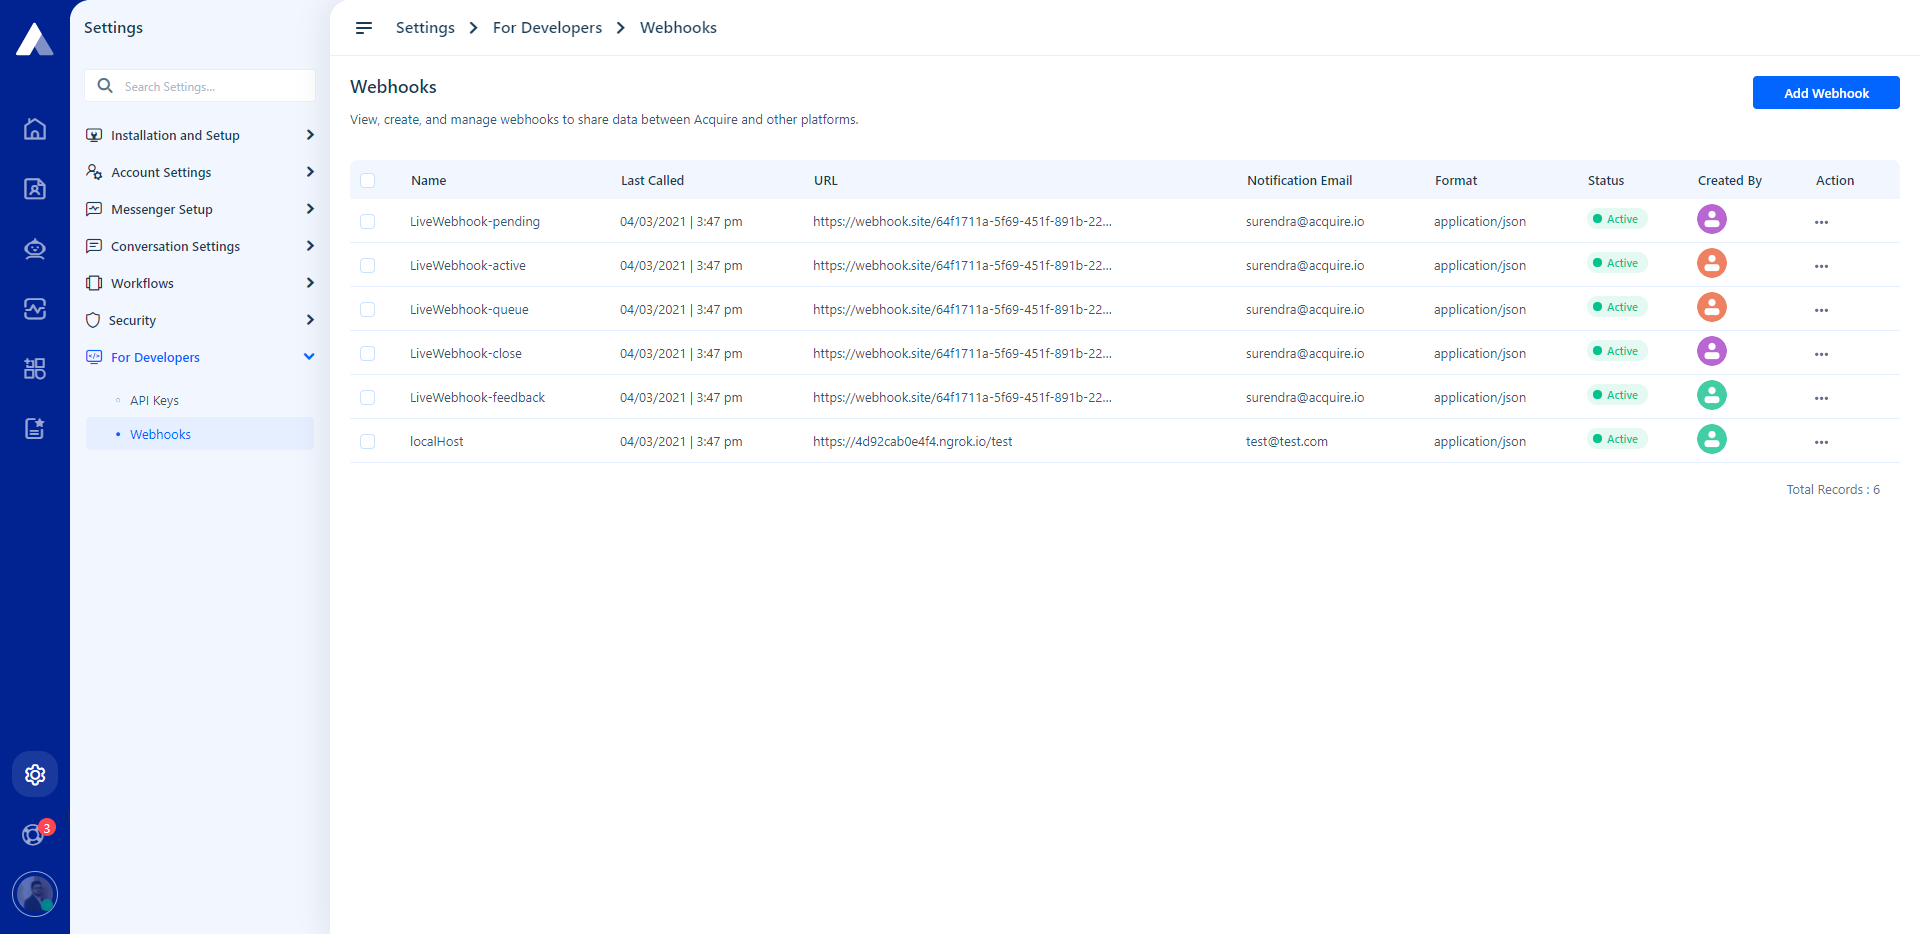 Settings
Search Settings...
Installation and Setup
Account Settings
Messenger Setup
Conversation Settings
Workflows
Security
For Developers
API Keys
Webhooks
3
Settings > For Developers > Webhooks
Webhooks
Add Webhook
View, create, and manage webhooks to share data between Acquire and other platforms.
Name Last Called URL Notification Email Format Status Created By Action
LiveWebhook-pending 04/03/2021 | 3:47 pm https://webhook.site/64f1711a-5f69-451f-891b-22... surendra@acquire.io application/json Active ...
LiveWebhook-active 04/03/2021 | 3:47 pm https://webhook.site/64f1711a-5f69-451f-891b-22... surendra@acquire.io application/json Active ...
LiveWebhook-queue 04/03/2021 | 3:47 pm https://webhook.site/64f1711a-5f69-451f-891b-22... surendra@acquire.io application/json Active ...
LiveWebhook-close 04/03/2021 | 3:47 pm https://webhook.site/64f1711a-5f69-451f-891b-22... surendra@acquire.io application/json Active ...
LiveWebhook-feedback 04/03/2021 | 3:47 pm https://webhook.site/64f1711a-5f69-451f-891b-22... surendra@acquire.io application/json Active ...
localHost 04/03/2021 | 3:47 pm https://4d92cab0e4f4.ngrok.io/test test@test.com application/json Active ...
Total Records : 6